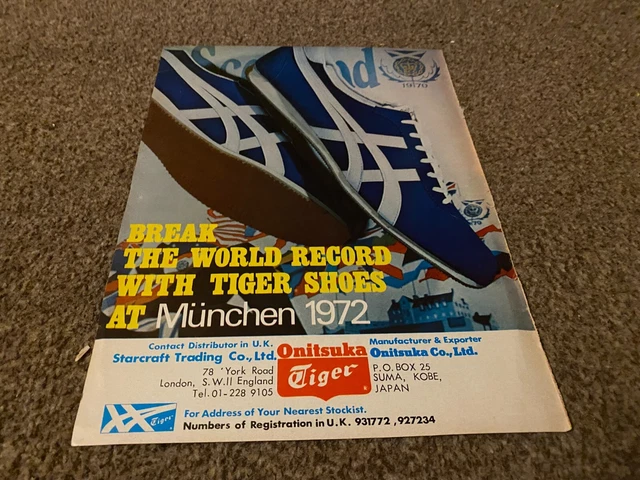 Scotland
1970
1970
BREAK
THE WORLD RECORD
WITH TIGER SHOES
AT München 1972
Contact Distributor in U.K.
Starcraft Trading Co., Ltd.
78 'York Road
London, S.W.11 England
Tel.01-228 9105
Onitsuka
Tiger
Manufacturer & Exporter
Onitsuka Co., Ltd.
P.O.BOX 25
SUMA, KOBE,
JAPAN
Tiger
For Address of Your Nearest Stockist.
Numbers of Registration in U.K. 931772 ,927234